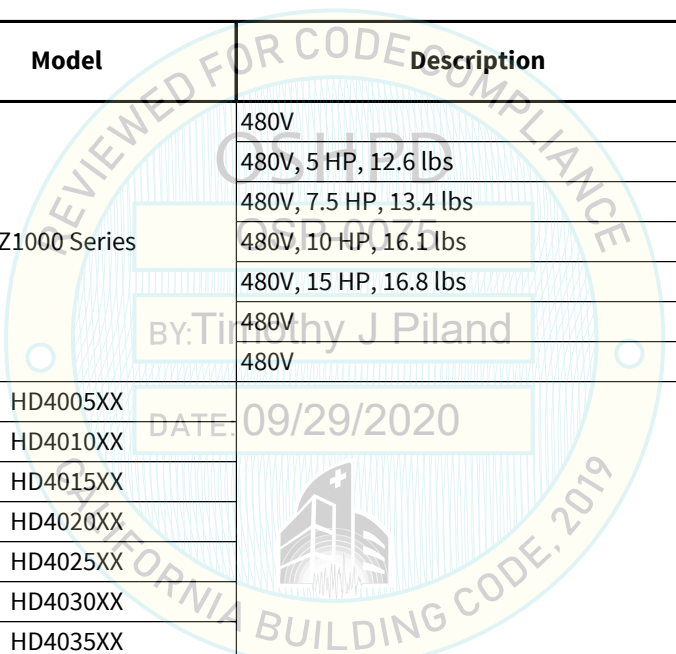 Model Description
480V
480V, 5 HP, 12.6 lbs
480V, 7.5 HP, 13.4 lbs
Z1000 Series 480V, 10 HP, 16.1 lbs
480V, 15 HP, 16.8 lbs
480V
480V
HD4005XX
HD4010XX
HD4015XX
HD4020XX
HD4025XX
HD4030XX
HD4035XX
REVIEWED FOR CODE COMPLIANCE
OSHPD
OSP-0075
BY: Timothy J Piland
DATE: 09/29/2020
CALIFORNIA BUILDING CODE, 2019